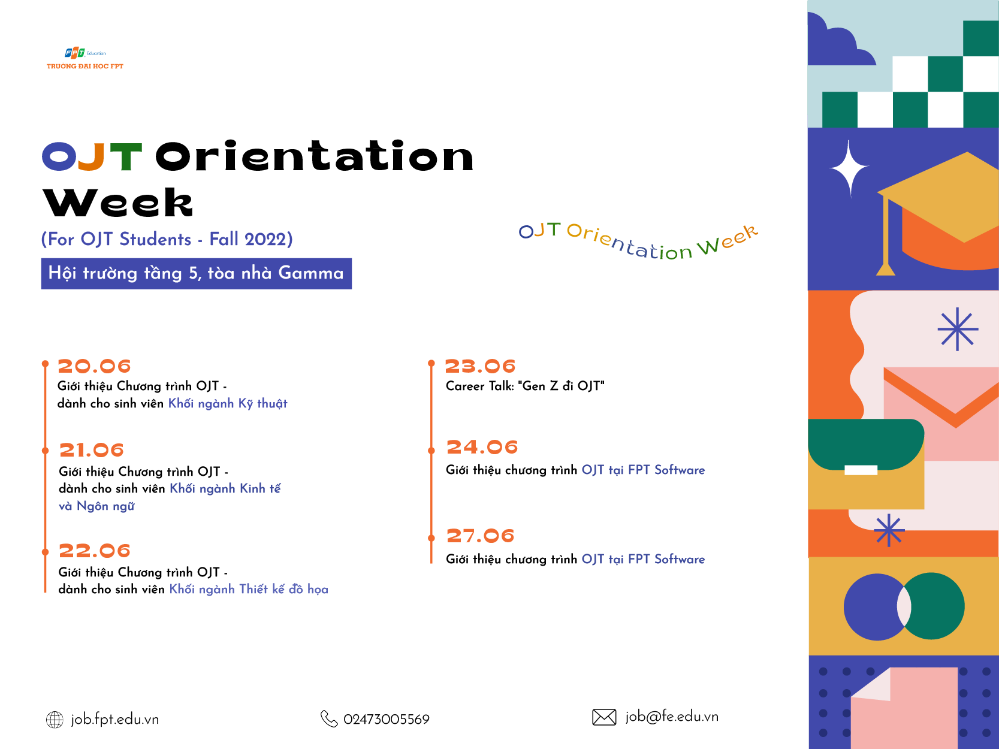 FPT Education
TRƯỜNG ĐẠI HỌC FPT
OJT Orientation
Week
(For OJT Students - Fall 2022)
Hội trường tầng 5, tòa nhà Gamma
OJT Orientation Week
20.06
Giới thiệu Chương trình OJT -
dành cho sinh viên Khối ngành Kỹ thuật
21.06
Giới thiệu Chương trình OJT -
dành cho sinh viên Khối ngành Kinh tế
và Ngôn ngữ
22.06
Giới thiệu Chương trình OJT -
dành cho sinh viên Khối ngành Thiết kế đồ họa
23.06
Career Talk: "Gen Z đi OJT"
24.06
Giới thiệu chương trình OJT tại FPT Software
27.06
Giới thiệu chương trình OJT tại FPT Software
job.fpt.edu.vn
02473005569
job@fe.edu.vn